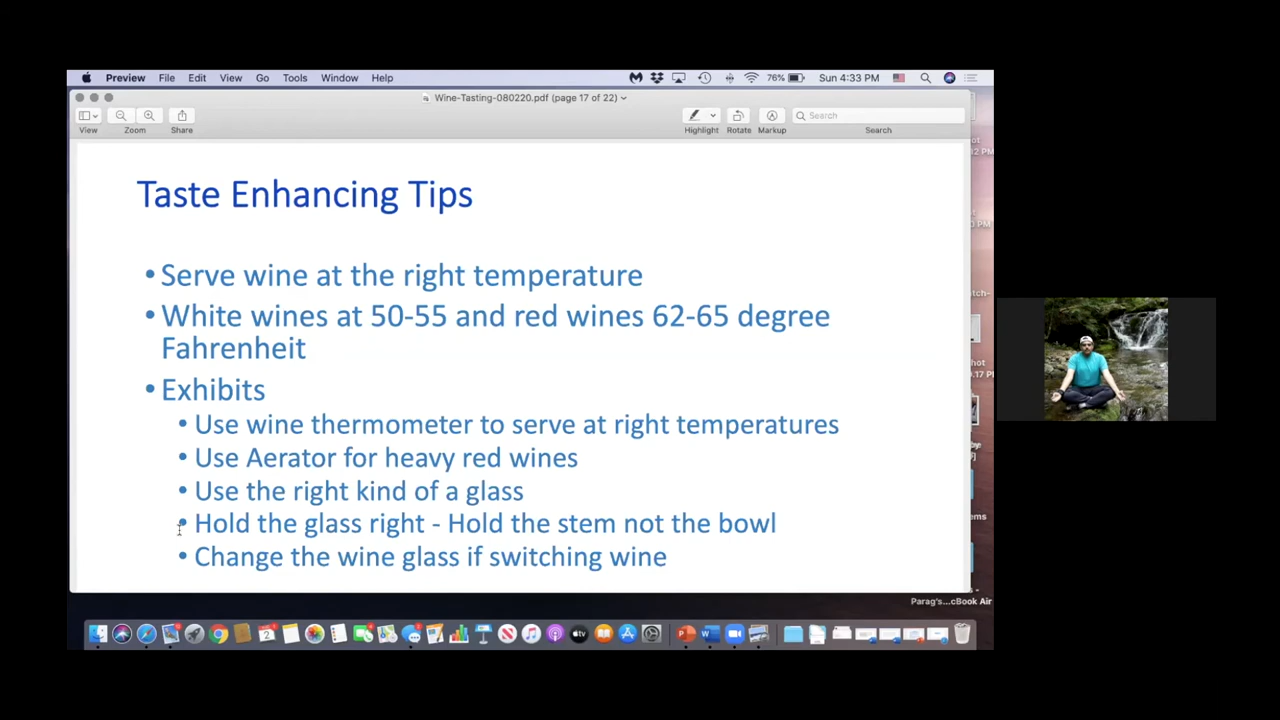 Preview File Edit View Go Tools Window Help 76% Sun 4:33 PM
Wine-Tasting-080220.pdf (page 17 of 22)
View Zoom Share Highlight Rotate Markup Search
Search
Taste Enhancing Tips
• Serve wine at the right temperature
• White wines at 50-55 and red wines 62-65 degree
Fahrenheit
• Exhibits
• Use wine thermometer to serve at right temperatures
• Use Aerator for heavy red wines
• Use the right kind of a glass
• Hold the glass right - Hold the stem not the bowl
• Change the wine glass if switching wine
Parag's...cBook Air